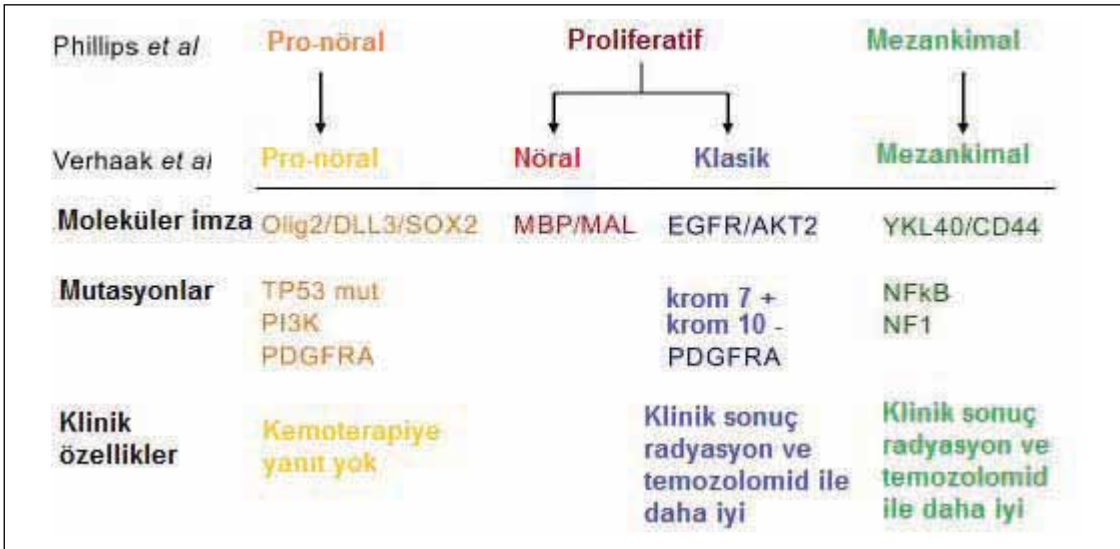 Phillips et al Pro-nöral Proliferatif Mezankimal
Verhaak et al Pro-nöral Nöral Klasik Mezankimal
Moleküler imza Olig2/DLL3/SOX2 MBP/MAL EGFR/AKT2 YKL40/CD44
Mutasyonlar
TP53 mut
PI3K
PDGFRA
krom 7 +
krom 10 -
PDGFRA
NFkB
NF1
Klinik
özellikler
Kemoterapiye
yanıt yok
Klinik sonuç
radyasyon ve
temozolomid ile
daha iyi
Klinik sonuç
radyasyon ve
temozolomid
ile daha iyi